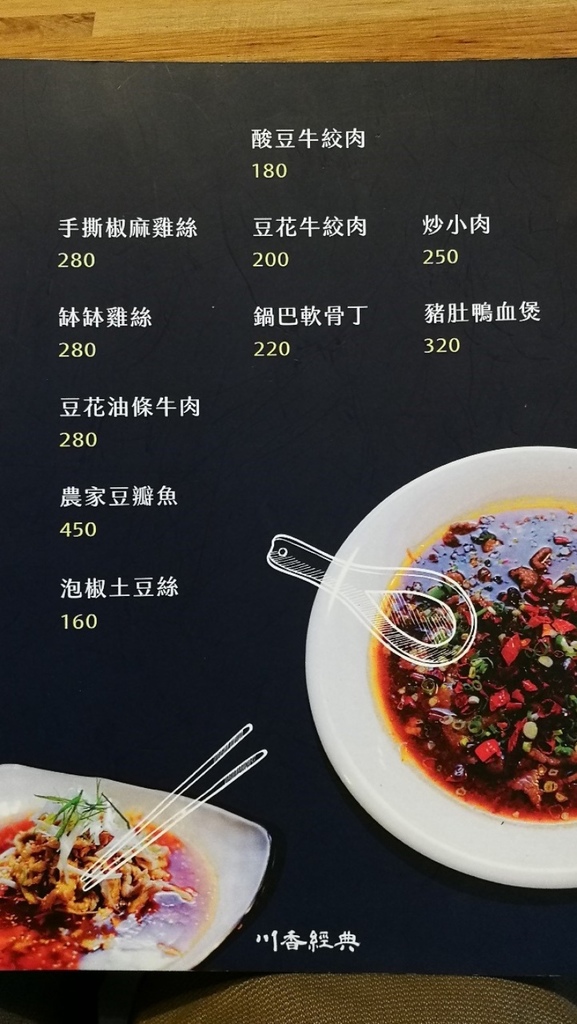 酸豆牛絞肉
180
手撕椒麻雞絲
280
豆花牛絞肉
200
炒小肉
250
缽缽雞絲
280
鍋巴軟骨丁
220
豬肚鴨血煲
320
豆花油條牛肉
280
農家豆瓣魚
450
泡椒土豆絲
160
川香經典